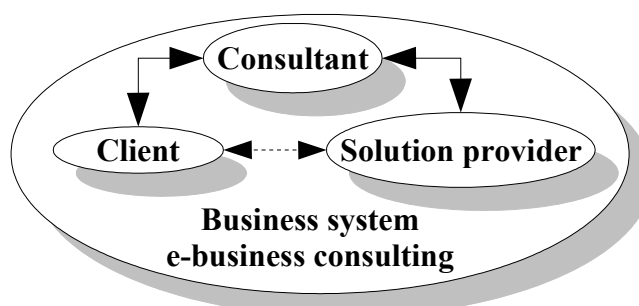 Consultant
Client
Solution provider
Business system
e-business consulting